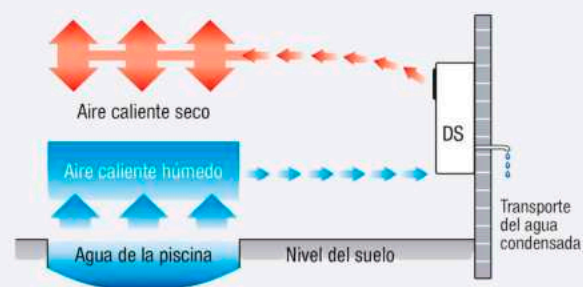 Aire caliente seco
DS
Aire caliente húmedo
Transporte
del agua
condensada
Agua de la piscina
Nivel del suelo